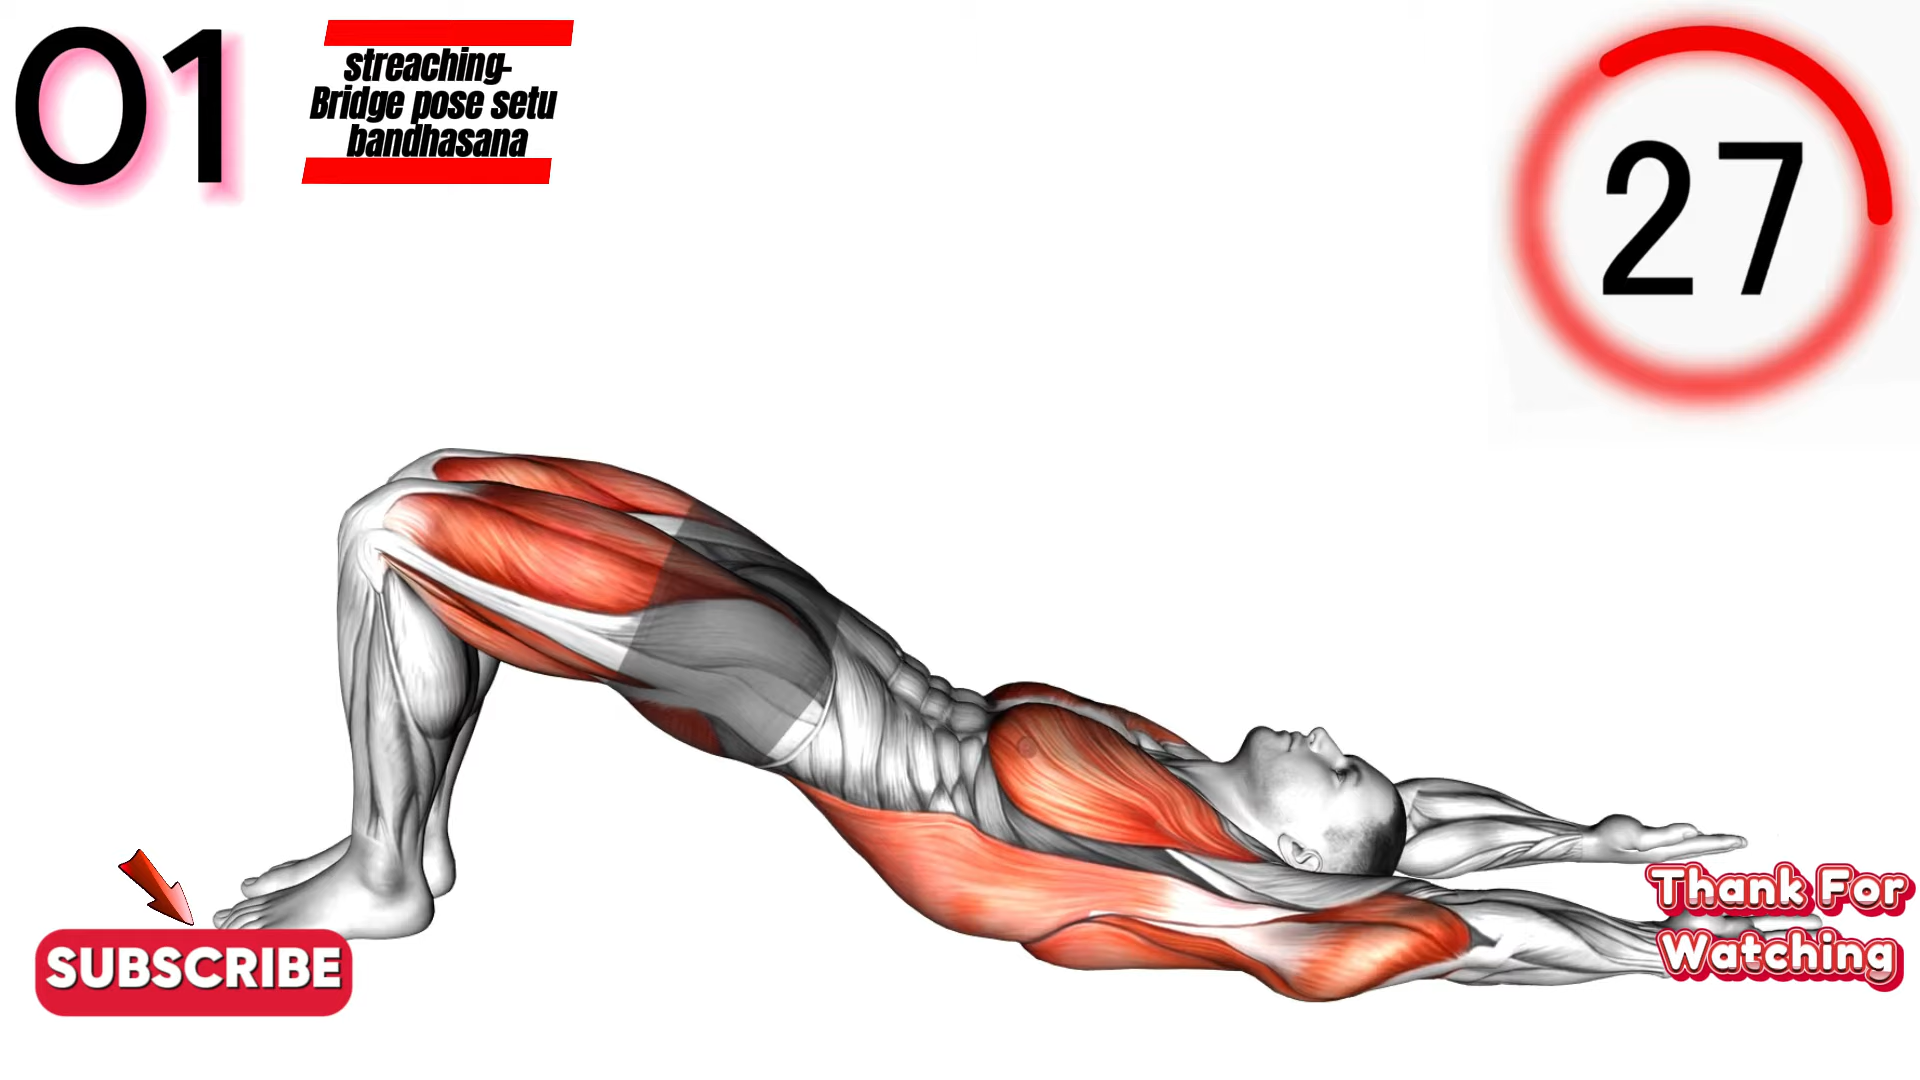 01
streaching-
Bridge pose setu
bandhasana
27
SUBSCRIBE
Thank For
Watching